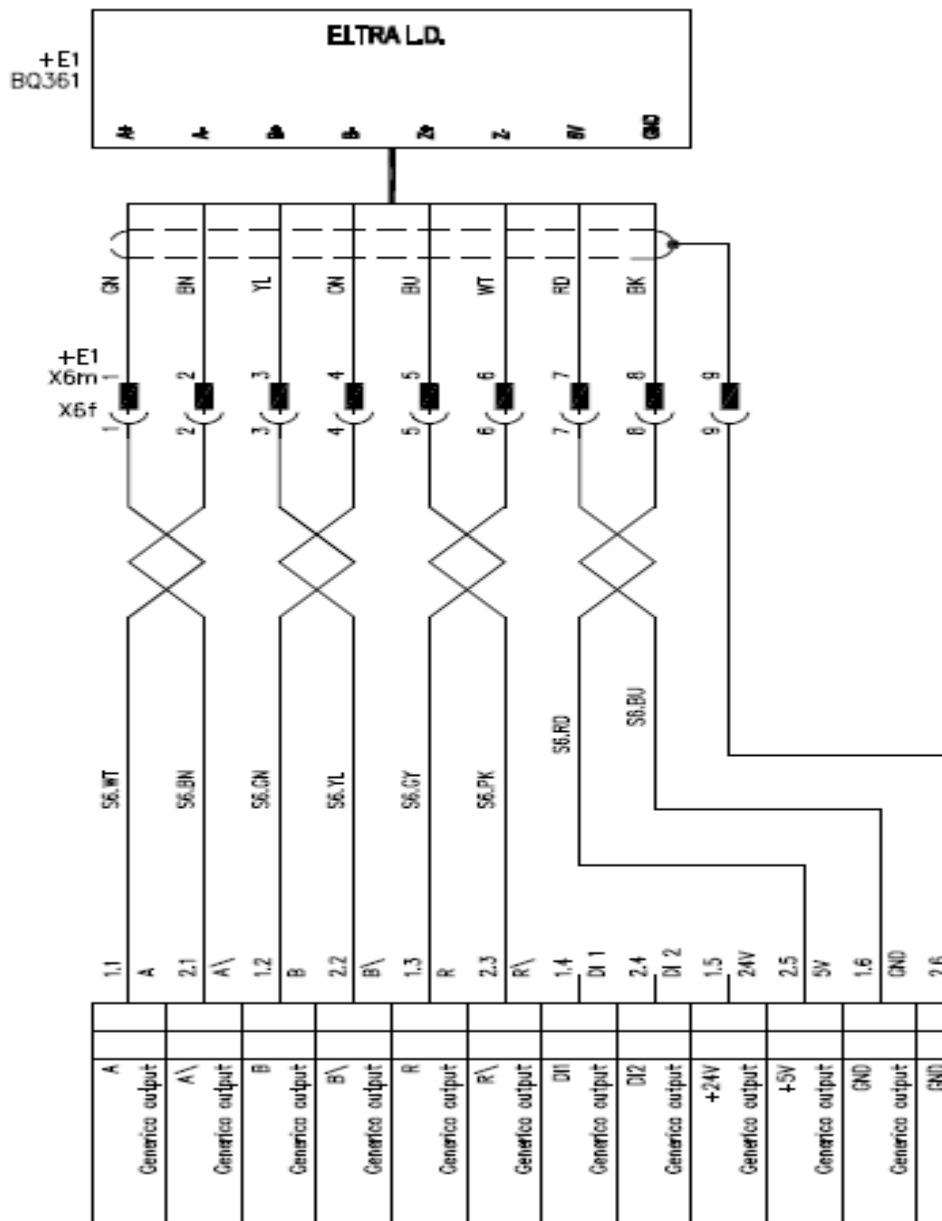 ELTRA L.D.
+E1
BQ361
A+ A- B+ B- Z+ Z- 5V GND
GN BN YL ON BU WT RD BK
+E1
X6m 1 2 3 4 5 6 7 8 9
X6f 1 2 3 4 5 6 7 8 9
S6.RD S6.BU
S6.WT S6.BN S6.GN S6.YL S6.GY S6.PK
1.1 2.1 1.2 2.2 1.3 2.3 1.4 2.4 1.5 2.5 1.6 2.6
A A\ B B\ R R\ DI 1 DI 2 24V 5V GND
A A\ B B\ R R\ DI1 DI2 +24V +5V GND GND
Generico output Generico output Generico output Generico output Generico output Generico output Generico output Generico output Generico output Generico output Generico output